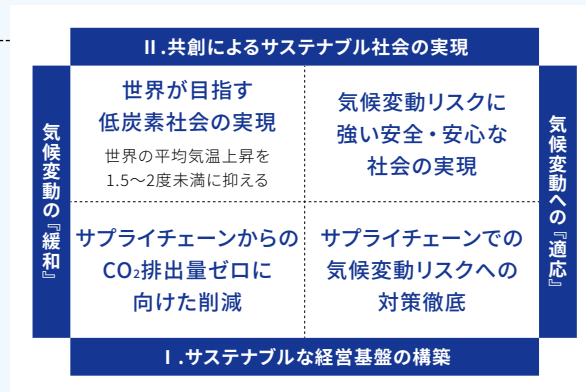 Ⅱ.共創によるサステナブル社会の実現
気候変動の『緩和』
世界が目指す
低炭素社会の実現
世界の平均気温上昇を
1.5〜2度未満に抑える
気候変動リスクに
強い安全・安心な
社会の実現
サプライチェーンからの
CO₂排出量ゼロに
向けた削減
サプライチェーンでの
気候変動リスクへの
対策徹底
気候変動への『適応』
Ⅰ.サステナブルな経営基盤の構築